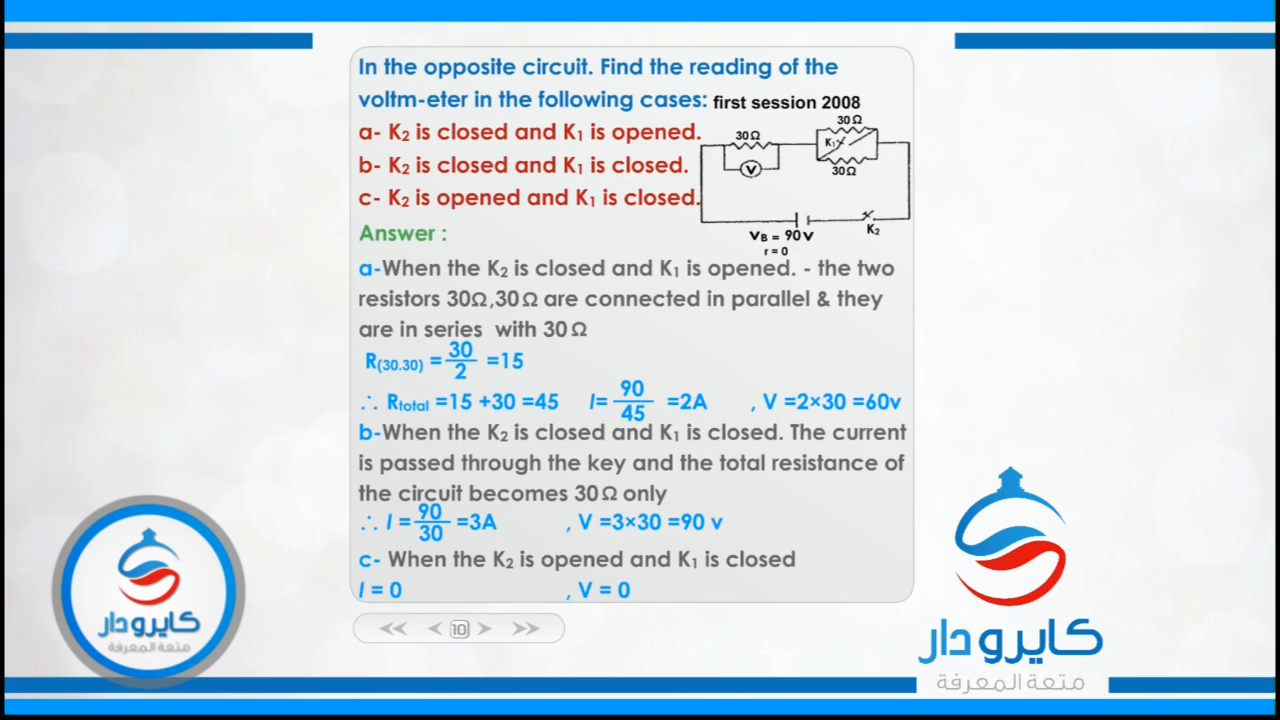 In the opposite circuit. Find the reading of the
voltm-eter in the following cases: first session 2008
a- K₂ is closed and K₁ is opened.
b- K₂ is closed and K₁ is closed.
c- K₂ is opened and K₁ is closed.
30Ω
30Ω
K₁
V
30Ω
V_B = 90V
r = 0
K₂
Answer :
a-When the K₂ is closed and K₁ is opened. - the two
resistors 30Ω,30Ω are connected in parallel & they
are in series with 30Ω
R(30.30) = 30/2 =15
∴ Rtotal =15 +30 =45 I= 90/45 =2A , V =2×30 =60v
b-When the K₂ is closed and K₁ is closed. The current
is passed through the key and the total resistance of
the circuit becomes 30Ω only
∴ I = 90/30 =3A , V =3×30 =90 v
c- When the K₂ is opened and K₁ is closed
I = 0 , V = 0
10
كايرودار
متعة المعرفة
كايرودار
متعة المعرفة